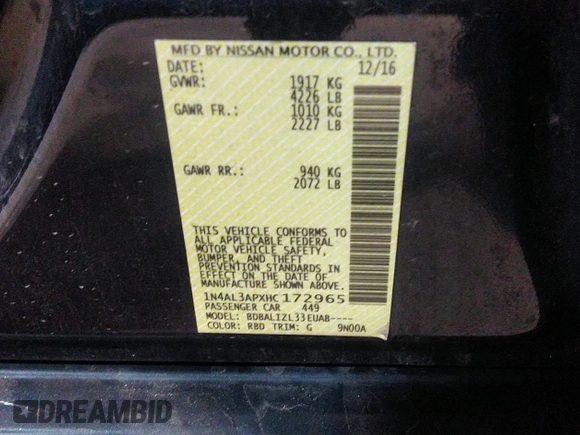 MFD BY NISSAN MOTOR CO., LTD.
DATE: 12/16
GVWR: 1917 KG
4226 LB
GAWR FR.: 1010 KG
2227 LB
GAWR RR.: 940 KG
2072 LB
THIS VEHICLE CONFORMS TO
ALL APPLICABLE FEDERAL
MOTOR VEHICLE SAFETY,
BUMPER, AND THEFT
PREVENTION STANDARDS IN
EFFECT ON THE DATE OF
MANUFACTURE SHOWN ABOVE.
1N4AL3APXHC172965
PASSENGER CAR 449
MODEL: BDBALIZL33EUAB----
COLOR: RBD TRIM: G 9N00A
DREAMBID